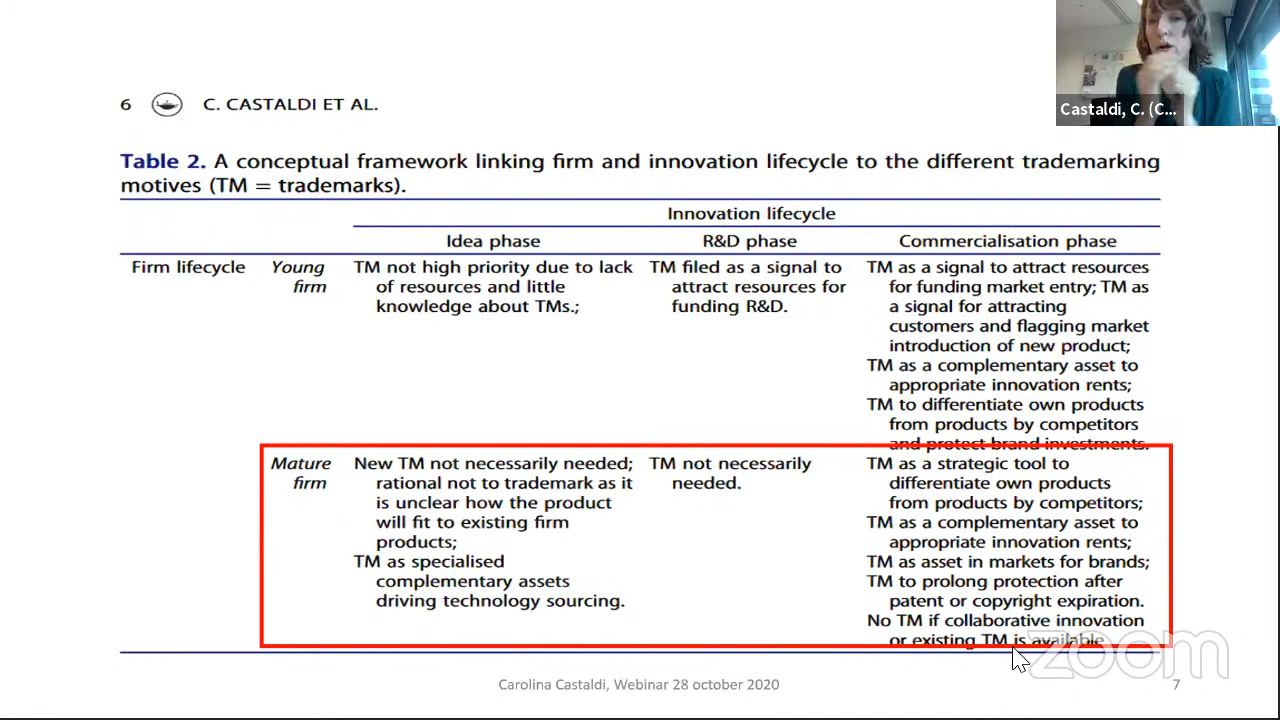 Castaldi, C. (C...
6 C. CASTALDI ET AL.
Table 2. A conceptual framework linking firm and innovation lifecycle to the different trademarking
motives (TM = trademarks).
Innovation lifecycle
Idea phase R&D phase Commercialisation phase
Firm lifecycle Young
firm
TM not high priority due to lack
of resources and little
knowledge about TMs.;
TM filed as a signal to
attract resources for
funding R&D.
TM as a signal to attract resources
for funding market entry; TM as
a signal for attracting
customers and flagging market
introduction of new product;
TM as a complementary asset to
appropriate innovation rents;
TM to differentiate own products
from products by competitors
and protect brand investments.
Mature
firm
New TM not necessarily needed;
rational not to trademark as it
is unclear how the product
will fit to existing firm
products;
TM as specialised
complementary assets
driving technology sourcing.
TM not necessarily
needed.
TM as a strategic tool to
differentiate own products
from products by competitors;
TM as a complementary asset to
appropriate innovation rents;
TM as asset in markets for brands;
TM to prolong protection after
patent or copyright expiration.
No TM if collaborative innovation
or existing TM is available
zoom
Carolina Castaldi, Webinar 28 october 2020
7